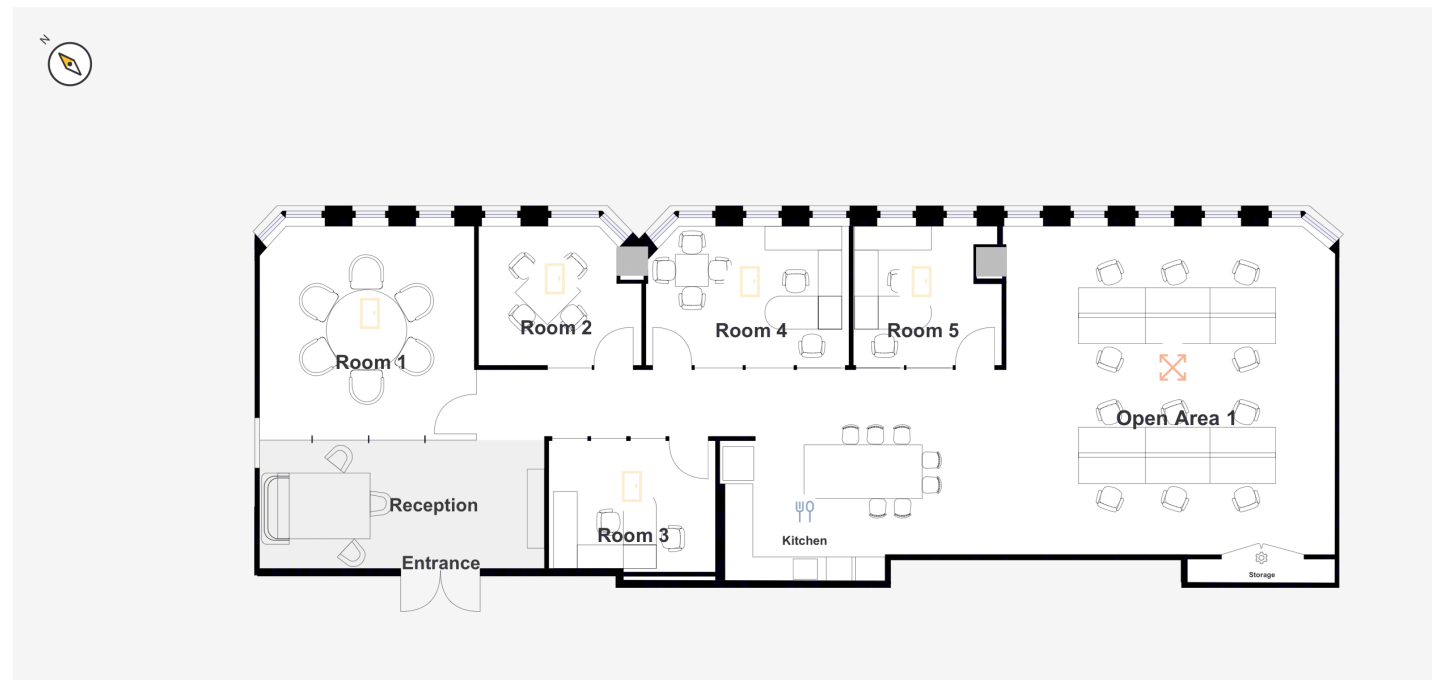 N
Room 1
Room 2
Room 4
Room 5
Open Area 1
Reception
Room 3
Kitchen
Entrance
Storage